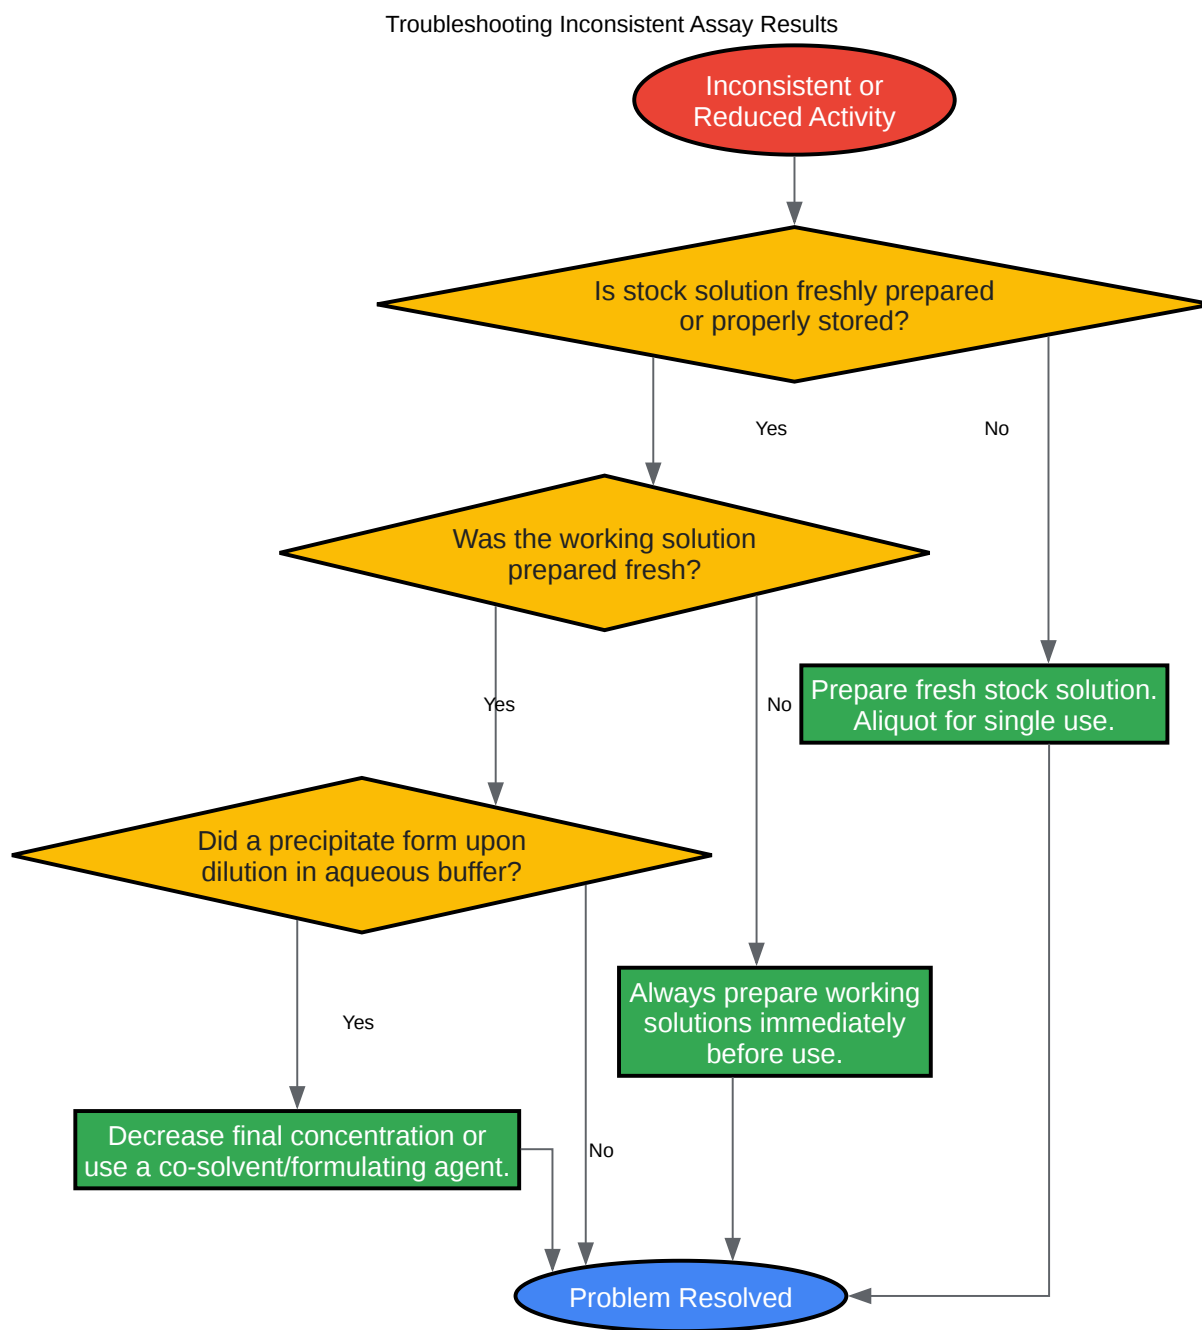 Troubleshooting Inconsistent Assay Results
Inconsistent or
Reduced Activity
Is stock solution freshly prepared
or properly stored?
Yes
No
Was the working solution
prepared fresh?
Yes
No
Prepare fresh stock solution.
Aliquot for single use.
Did a precipitate form upon
dilution in aqueous buffer?
Always prepare working
solutions immediately
before use.
Yes
Decrease final concentration or
use a co-solvent/formulating agent.
No
Problem Resolved